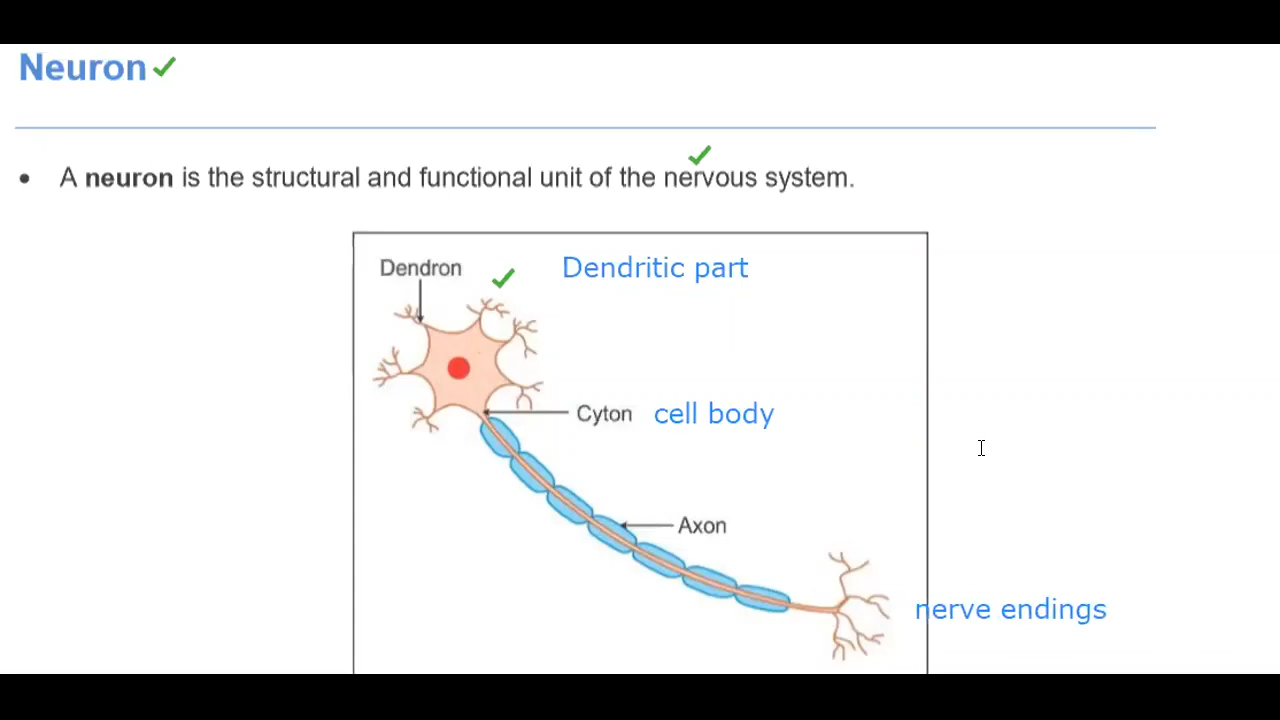 Neuron
• A neuron is the structural and functional unit of the nervous system.
Dendron
Dendritic part
Cyton
cell body
Axon
nerve endings